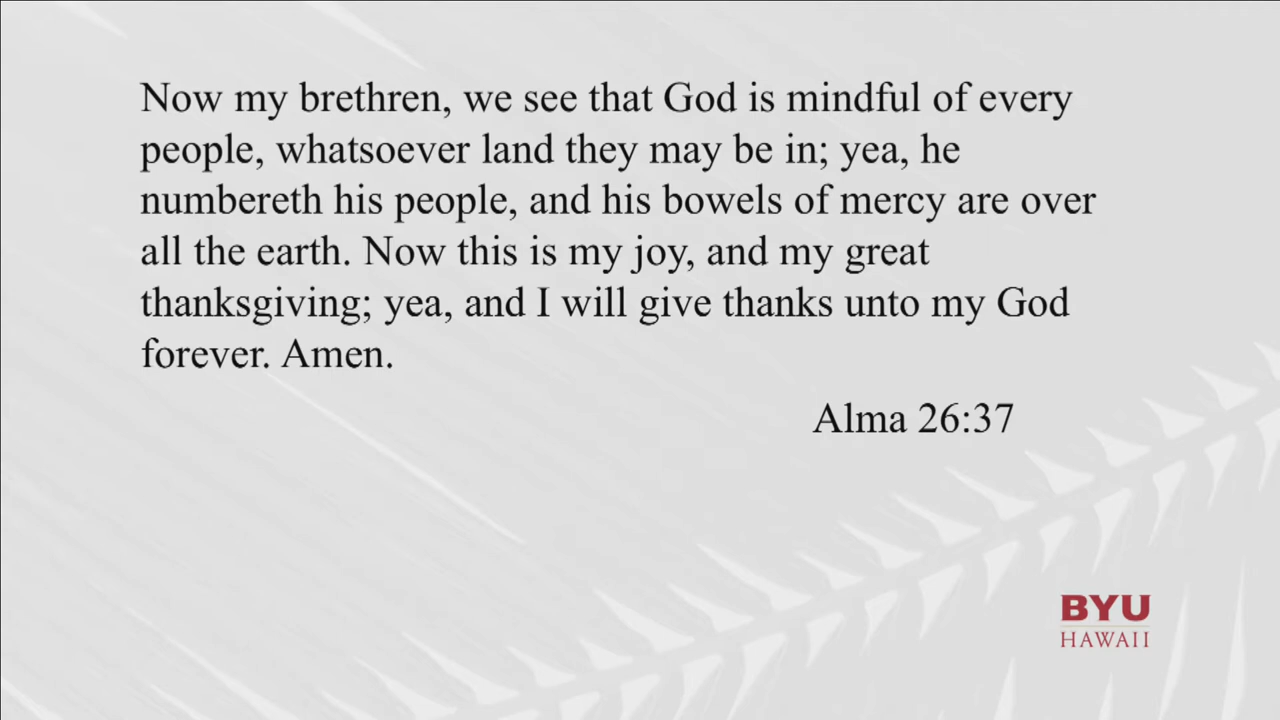 Now my brethren, we see that God is mindful of every
people, whatsoever land they may be in; yea, he
numbereth his people, and his bowels of mercy are over
all the earth. Now this is my joy, and my great
thanksgiving; yea, and I will give thanks unto my God
forever. Amen.
Alma 26:37
BYU
HAWAII